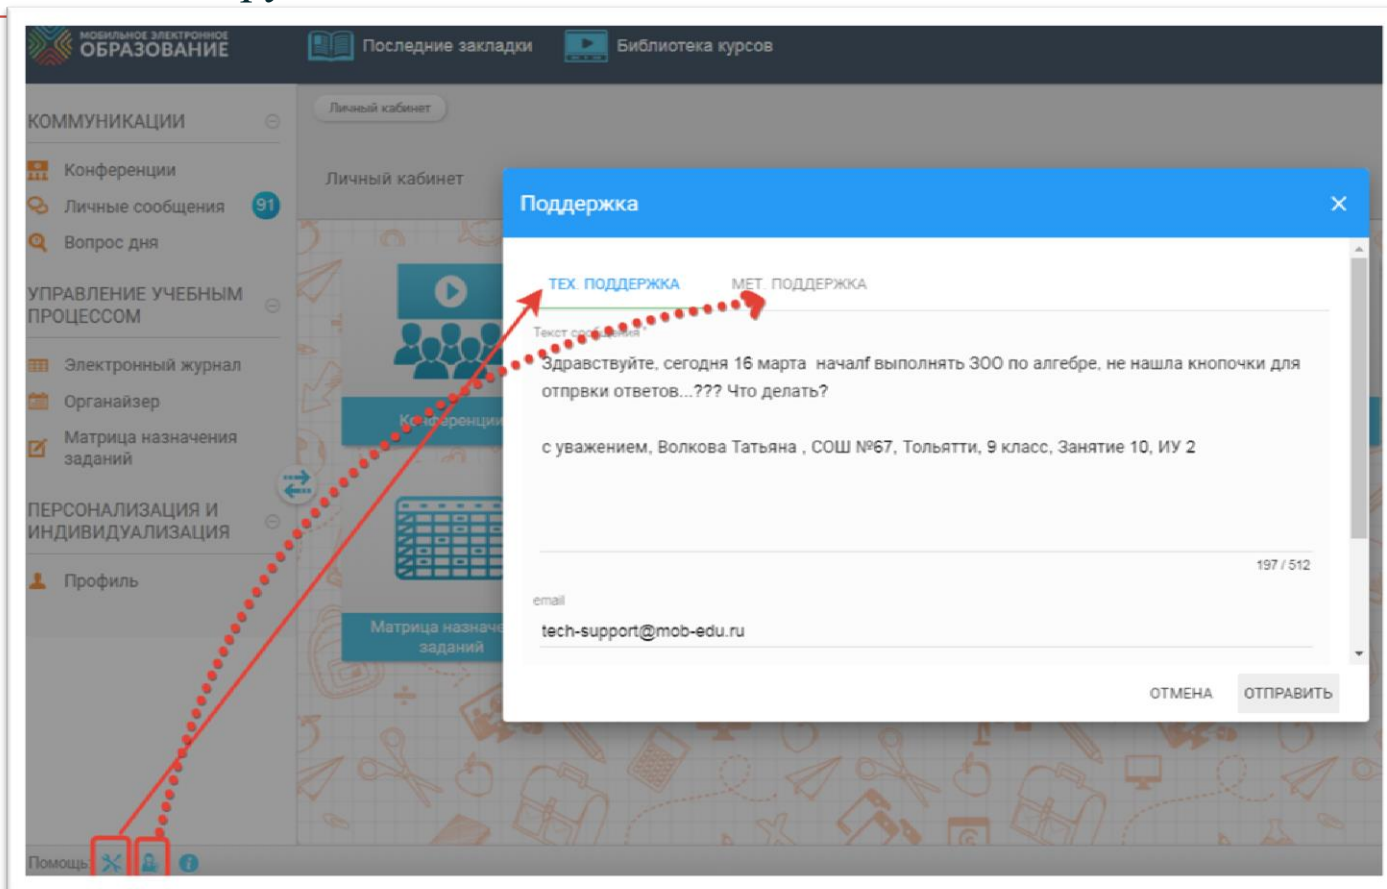 МОБИЛЬНОЕ ЭЛЕКТРОННОЕ
ОБРАЗОВАНИЕ
Последние закладки
Библиотека курсов
КОММУНИКАЦИИ
Конференции
Личные сообщения 91
Вопрос дня
УПРАВЛЕНИЕ УЧЕБНЫМ
ПРОЦЕССОМ
Электронный журнал
Органайзер
Матрица назначения
заданий
ПЕРСОНАЛИЗАЦИЯ И
ИНДИВИДУАЛИЗАЦИЯ
Профиль
Личный кабинет
Личный кабинет
Конференции
Матрица назначе
заданий
Поддержка
ТЕХ. ПОДДЕРЖКА
МЕТ. ПОДДЕРЖКА
Текст сообщения *
Здравствуйте, сегодня 16 марта началf выполнять ЗОО по алгебре, не нашла кнопочки для
отпрвки ответов...??? Что делать?
с уважением, Волкова Татьяна , СОШ №67, Тольятти, 9 класс, Занятие 10, ИУ 2
197 / 512
email
tech-support@mob-edu.ru
ОТМЕНА
ОТПРАВИТЬ
Помощь: